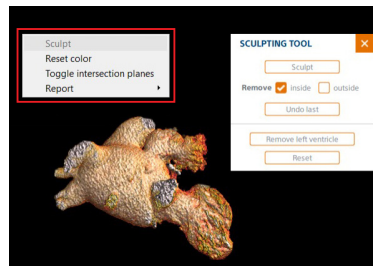 Sculpt
Reset color
Toggle intersection planes
Report
SCULPTING TOOL
Sculpt
Remove inside outside
Undo last
Remove left ventricle
Reset